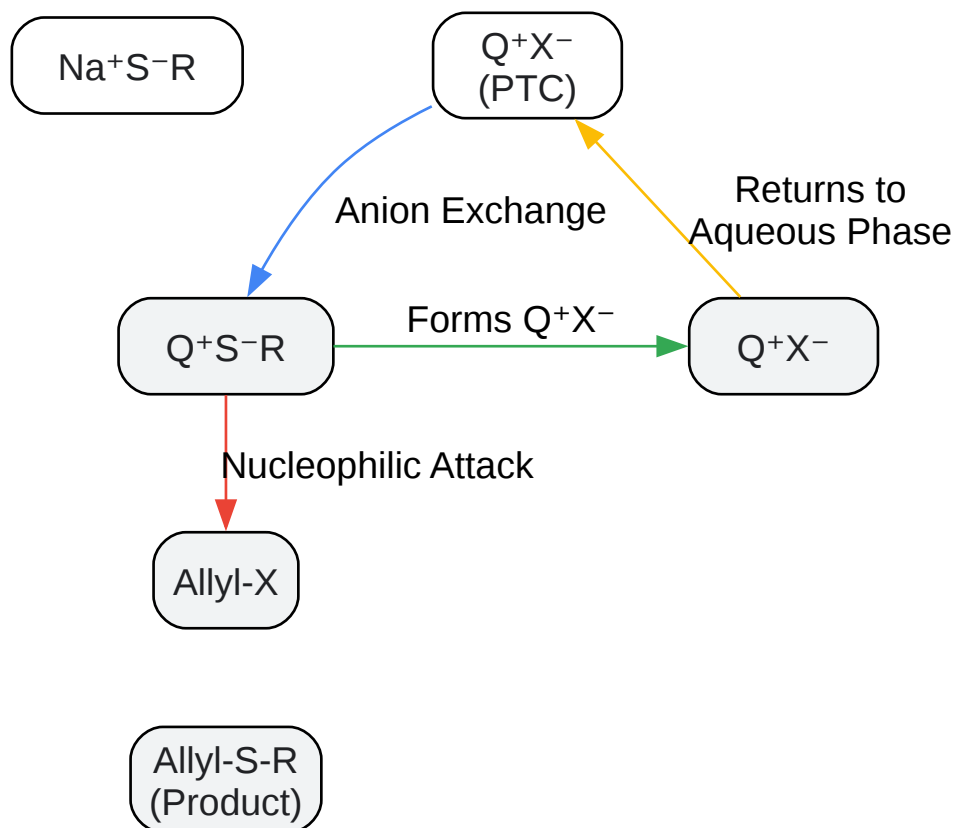 Na⁺S⁻R
Q⁺X⁻
(PTC)
Anion Exchange
Returns to
Aqueous Phase
Q⁺S⁻R
Forms Q⁺X⁻
Q⁺X⁻
Nucleophilic Attack
Allyl-X
Allyl-S-R
(Product)